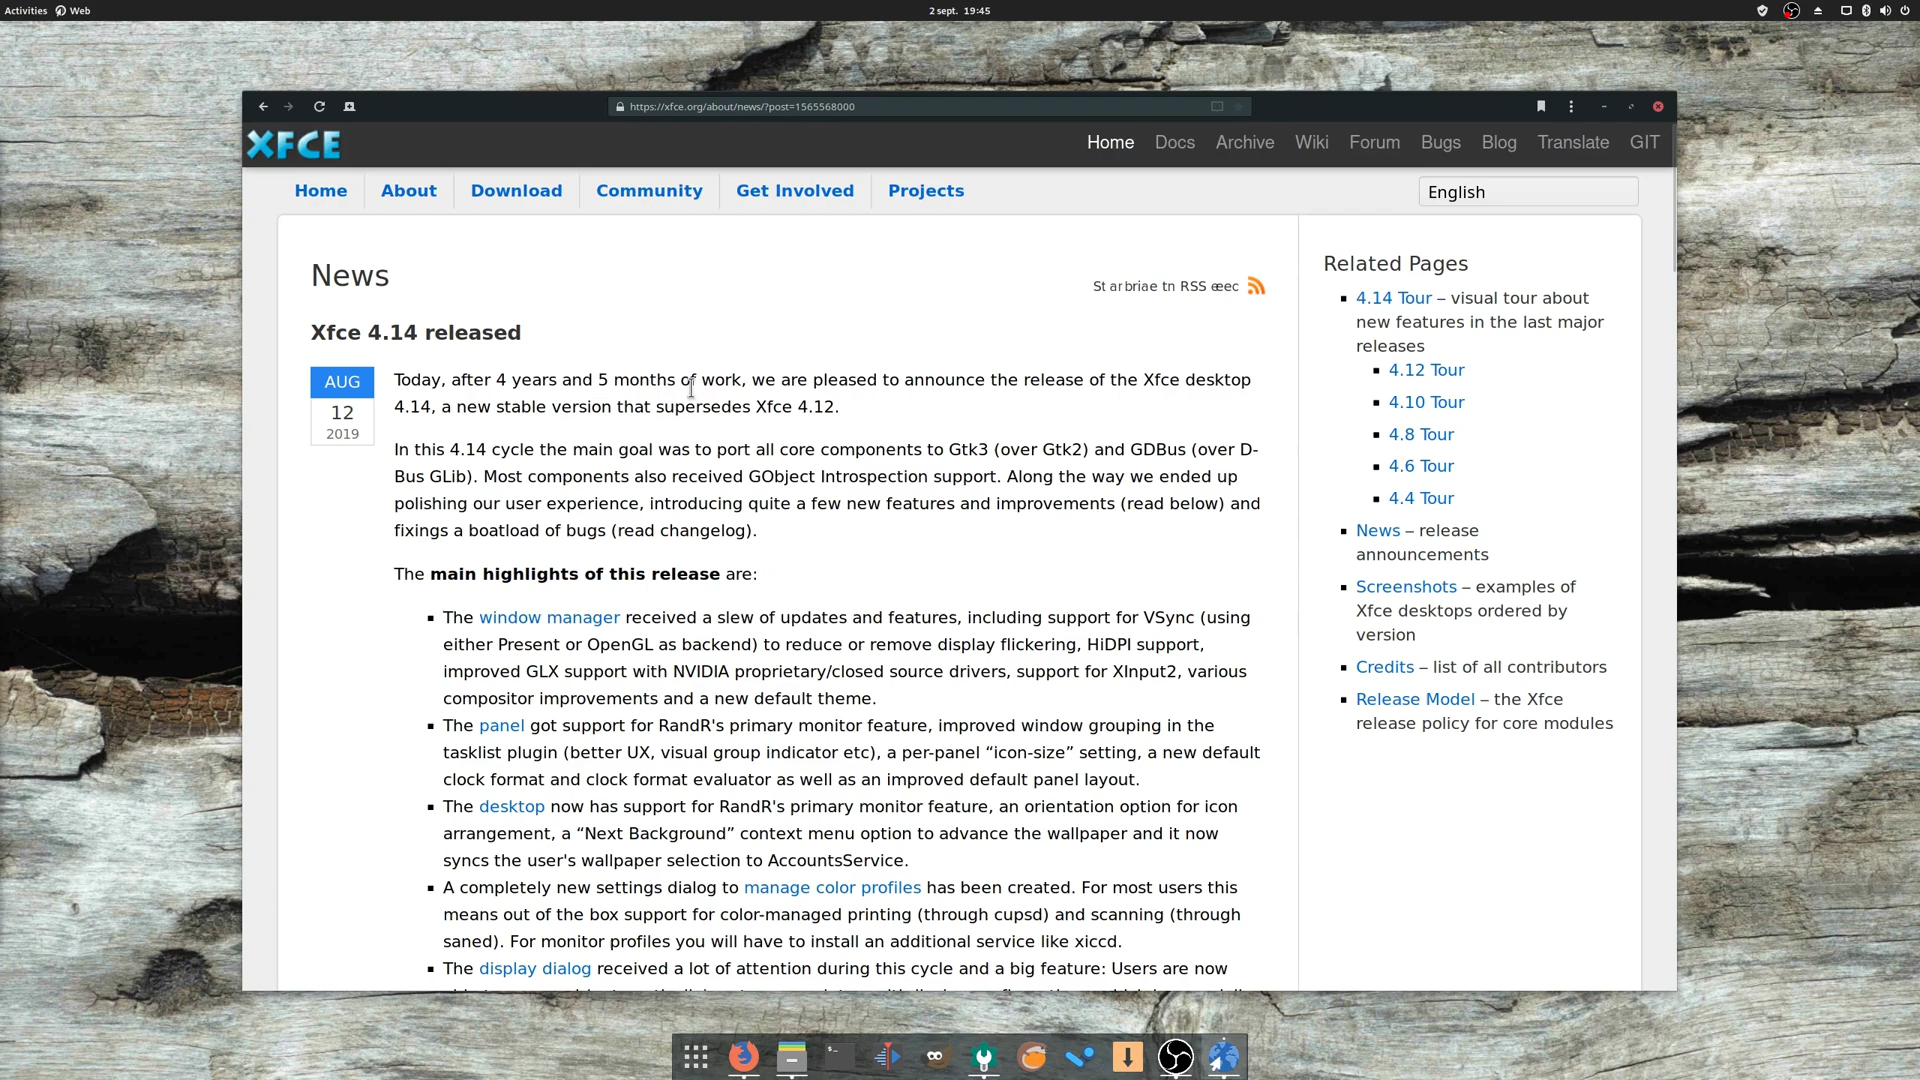 Activities Web 2 sept. 19:45
https://xfce.org/about/news/?post=1565568000
XFCE Home Docs Archive Wiki Forum Bugs Blog Translate GIT
Home About Download Community Get Involved Projects English
News
RSS
Xfce 4.14 released
AUG
12
2019
Today, after 4 years and 5 months of work, we are pleased to announce the release of the Xfce desktop
4.14, a new stable version that supersedes Xfce 4.12.
In this 4.14 cycle the main goal was to port all core components to Gtk3 (over Gtk2) and GDBus (over D-
Bus GLib). Most components also received GObject Introspection support. Along the way we ended up
polishing our user experience, introducing quite a few new features and improvements (read below) and
fixings a boatload of bugs (read changelog).
The main highlights of this release are:
The window manager received a slew of updates and features, including support for VSync (using
either Present or OpenGL as backend) to reduce or remove display flickering, HiDPI support,
improved GLX support with NVIDIA proprietary/closed source drivers, support for XInput2, various
compositor improvements and a new default theme.
The panel got support for RandR's primary monitor feature, improved window grouping in the
tasklist plugin (better UX, visual group indicator etc), a per-panel “icon-size” setting, a new default
clock format and clock format evaluator as well as an improved default panel layout.
The desktop now has support for RandR's primary monitor feature, an orientation option for icon
arrangement, a “Next Background” context menu option to advance the wallpaper and it now
syncs the user's wallpaper selection to AccountsService.
A completely new settings dialog to manage color profiles has been created. For most users this
means out of the box support for color-managed printing (through cupsd) and scanning (through
saned). For monitor profiles you will have to install an additional service like xiccd.
The display dialog received a lot of attention during this cycle and a big feature: Users are now
Related Pages
4.14 Tour – visual tour about
new features in the last major
releases
4.12 Tour
4.10 Tour
4.8 Tour
4.6 Tour
4.4 Tour
News – release
announcements
Screenshots – examples of
Xfce desktops ordered by
version
Credits – list of all contributors
Release Model – the Xfce
release policy for core modules